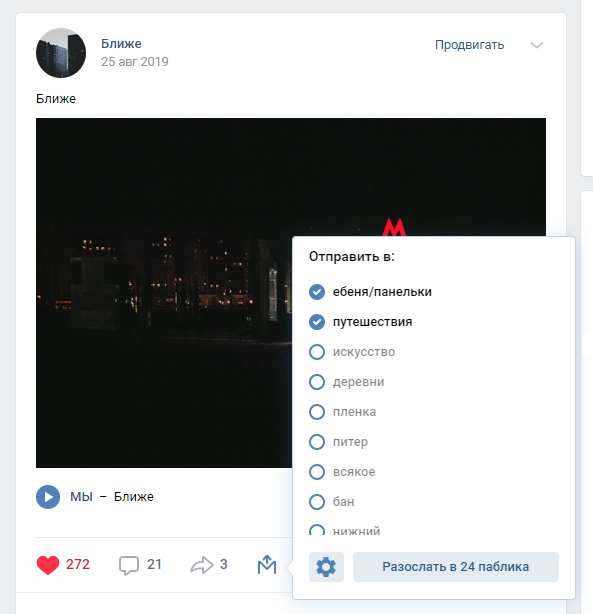 Ближе
25 авг 2019
Продвигать
Ближе
Отправить в:
ебеня/панельки
путешествия
искусство
деревни
пленка
питер
всякое
бан
нижний
МЫ – Ближе
272
21
3
Разослать в 24 паблика